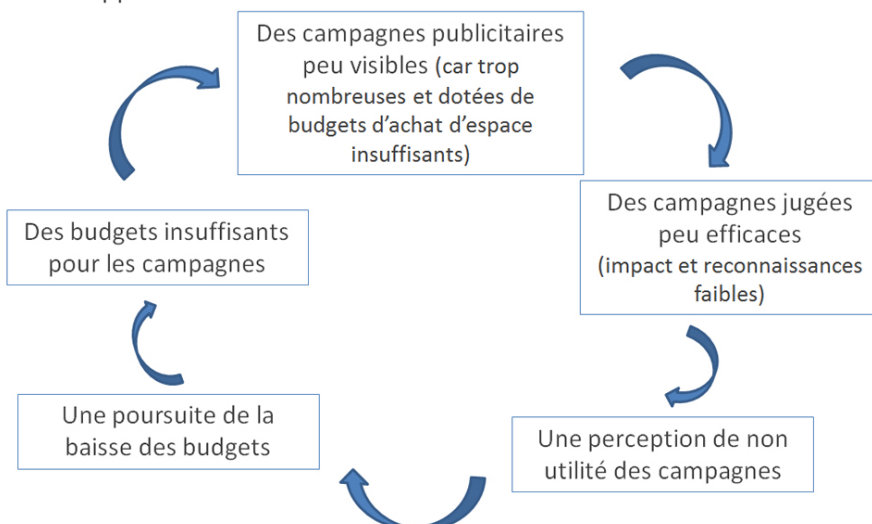 Des campagnes publicitaires
peu visibles (car trop
nombreuses et dotées de
budgets d'achat d'espace
insuffisants)
Des campagnes jugées
peu efficaces
(impact et reconnaissances
faibles)
Des budgets insuffisants
pour les campagnes
Une poursuite de la
baisse des budgets
Une perception de non
utilité des campagnes